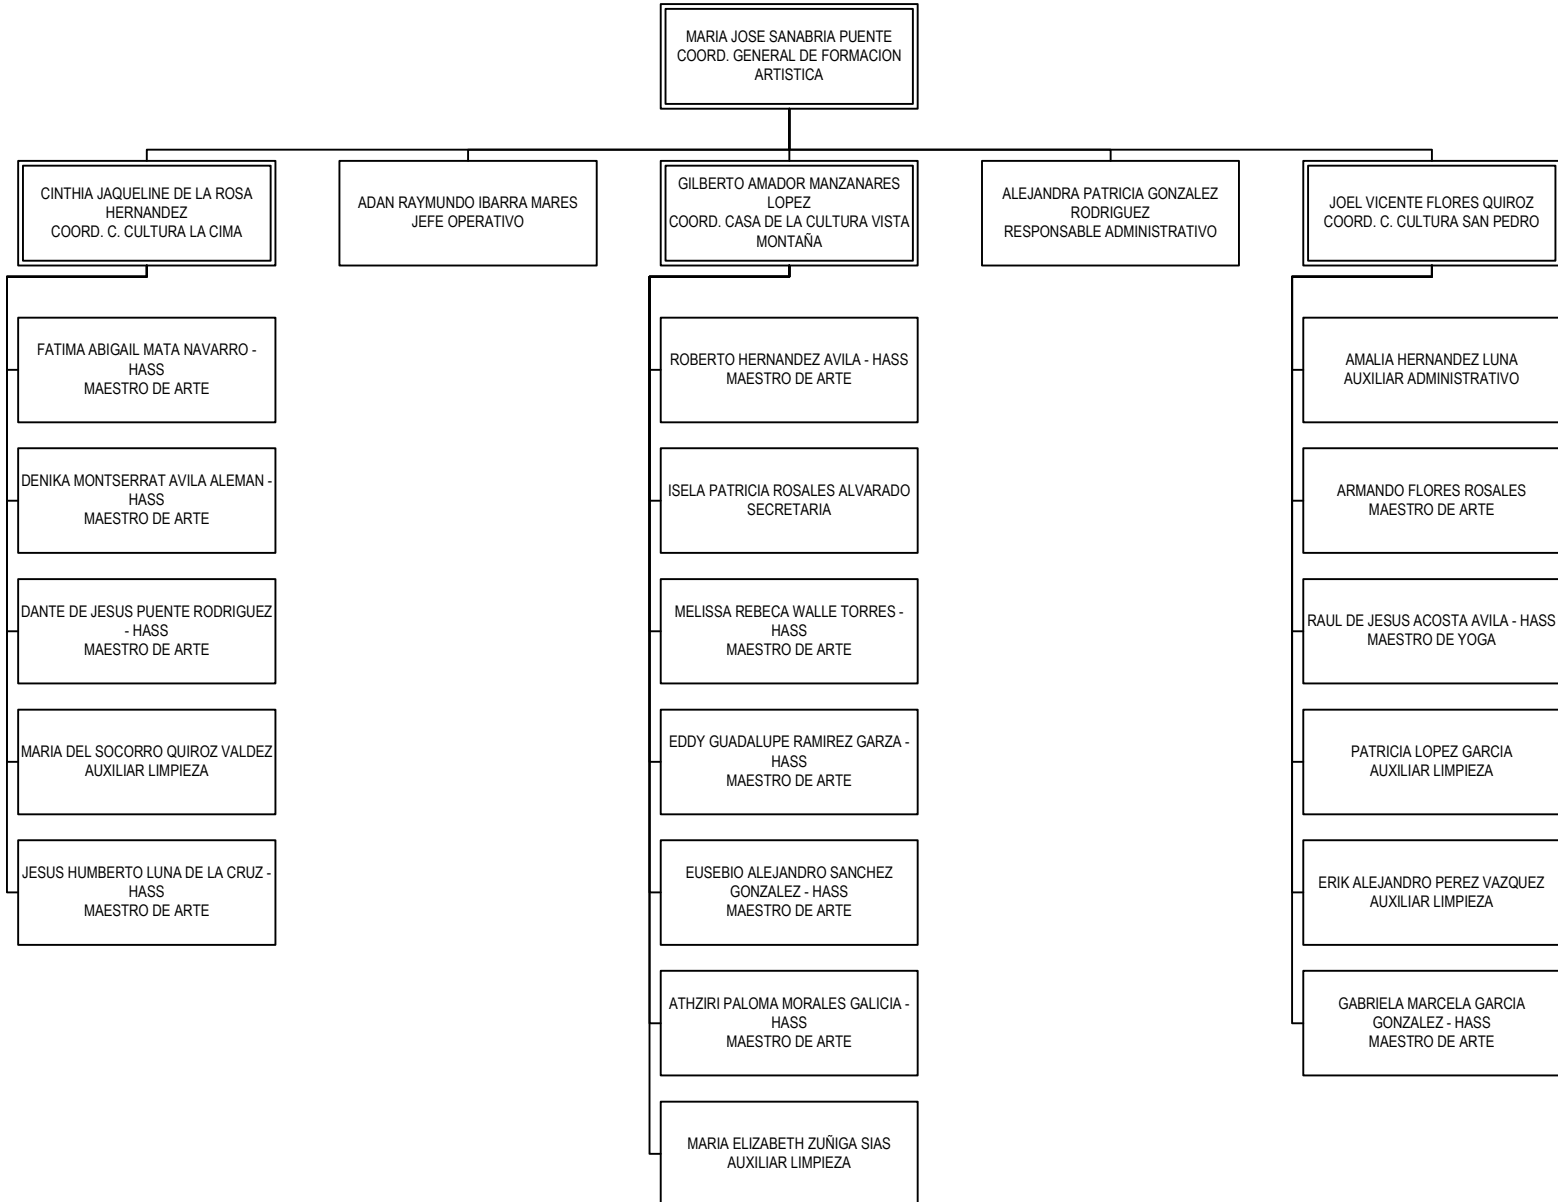 MARIA JOSE SANABRIA PUENTE
COORD. GENERAL DE FORMACION
ARTISTICA
CINTHIA JAQUELINE DE LA ROSA
HERNANDEZ
COORD. C. CULTURA LA CIMA
ADAN RAYMUNDO IBARRA MARES
JEFE OPERATIVO
GILBERTO AMADOR MANZANARES
LOPEZ
COORD. CASA DE LA CULTURA VISTA
MONTAÑA
ALEJANDRA PATRICIA GONZALEZ
RODRIGUEZ
RESPONSABLE ADMINISTRATIVO
JOEL VICENTE FLORES QUIROZ
COORD. C. CULTURA SAN PEDRO
FATIMA ABIGAIL MATA NAVARRO -
HASS
MAESTRO DE ARTE
DENIKA MONTSERRAT AVILA ALEMAN -
HASS
MAESTRO DE ARTE
DANTE DE JESUS PUENTE RODRIGUEZ
- HASS
MAESTRO DE ARTE
MARIA DEL SOCORRO QUIROZ VALDEZ
AUXILIAR LIMPIEZA
JESUS HUMBERTO LUNA DE LA CRUZ -
HASS
MAESTRO DE ARTE
ROBERTO HERNANDEZ AVILA - HASS
MAESTRO DE ARTE
ISELA PATRICIA ROSALES ALVARADO
SECRETARIA
MELISSA REBECA WALLE TORRES -
HASS
MAESTRO DE ARTE
EDDY GUADALUPE RAMIREZ GARZA -
HASS
MAESTRO DE ARTE
EUSEBIO ALEJANDRO SANCHEZ
GONZALEZ - HASS
MAESTRO DE ARTE
ATHZIRI PALOMA MORALES GALICIA -
HASS
MAESTRO DE ARTE
MARIA ELIZABETH ZUÑIGA SIAS
AUXILIAR LIMPIEZA
AMALIA HERNANDEZ LUNA
AUXILIAR ADMINISTRATIVO
ARMANDO FLORES ROSALES
MAESTRO DE ARTE
RAUL DE JESUS ACOSTA AVILA - HASS
MAESTRO DE YOGA
PATRICIA LOPEZ GARCIA
AUXILIAR LIMPIEZA
ERIK ALEJANDRO PEREZ VAZQUEZ
AUXILIAR LIMPIEZA
GABRIELA MARCELA GARCIA
GONZALEZ - HASS
MAESTRO DE ARTE